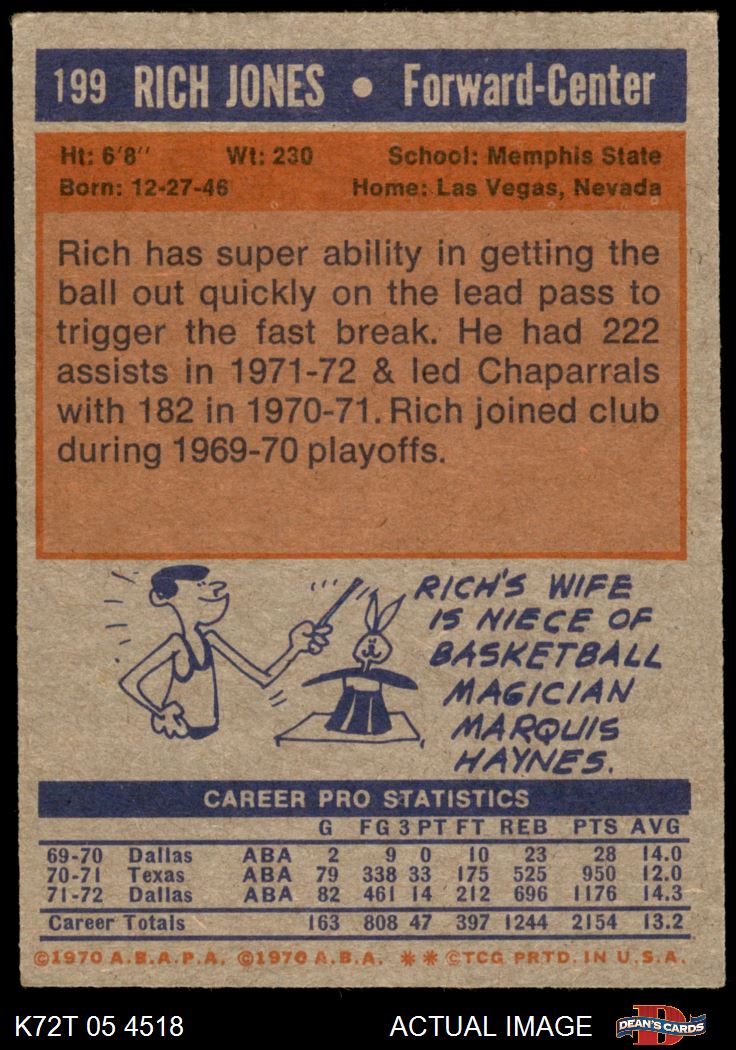 199 RICH JONES • Forward-Center
Ht: 6'8'' Wt: 230 School: Memphis State
Born: 12-27-46 Home: Las Vegas, Nevada
Rich has super ability in getting the
ball out quickly on the lead pass to
trigger the fast break. He had 222
assists in 1971-72 & led Chaparrals
with 182 in 1970-71. Rich joined club
during 1969-70 playoffs.
RICH'S WIFE
IS NIECE OF
BASKETBALL
MAGICIAN
MARQUIS
HAYNES.
CAREER PRO STATISTICS
G FG 3 PT FT REB PTS AVG
69-70 Dallas ABA 2 9 0 10 23 28 14.0
70-71 Texas ABA 79 338 33 175 525 950 12.0
71-72 Dallas ABA 82 461 14 212 696 1176 14.3
Career Totals 163 808 47 397 1244 2154 13.2
©1970 A.B.A.P.A. ©1970 A.B.A. ** ©TCG PRTD. IN U.S.A.
K72T 05 4518 ACTUAL IMAGE D DEAN'S CARDS